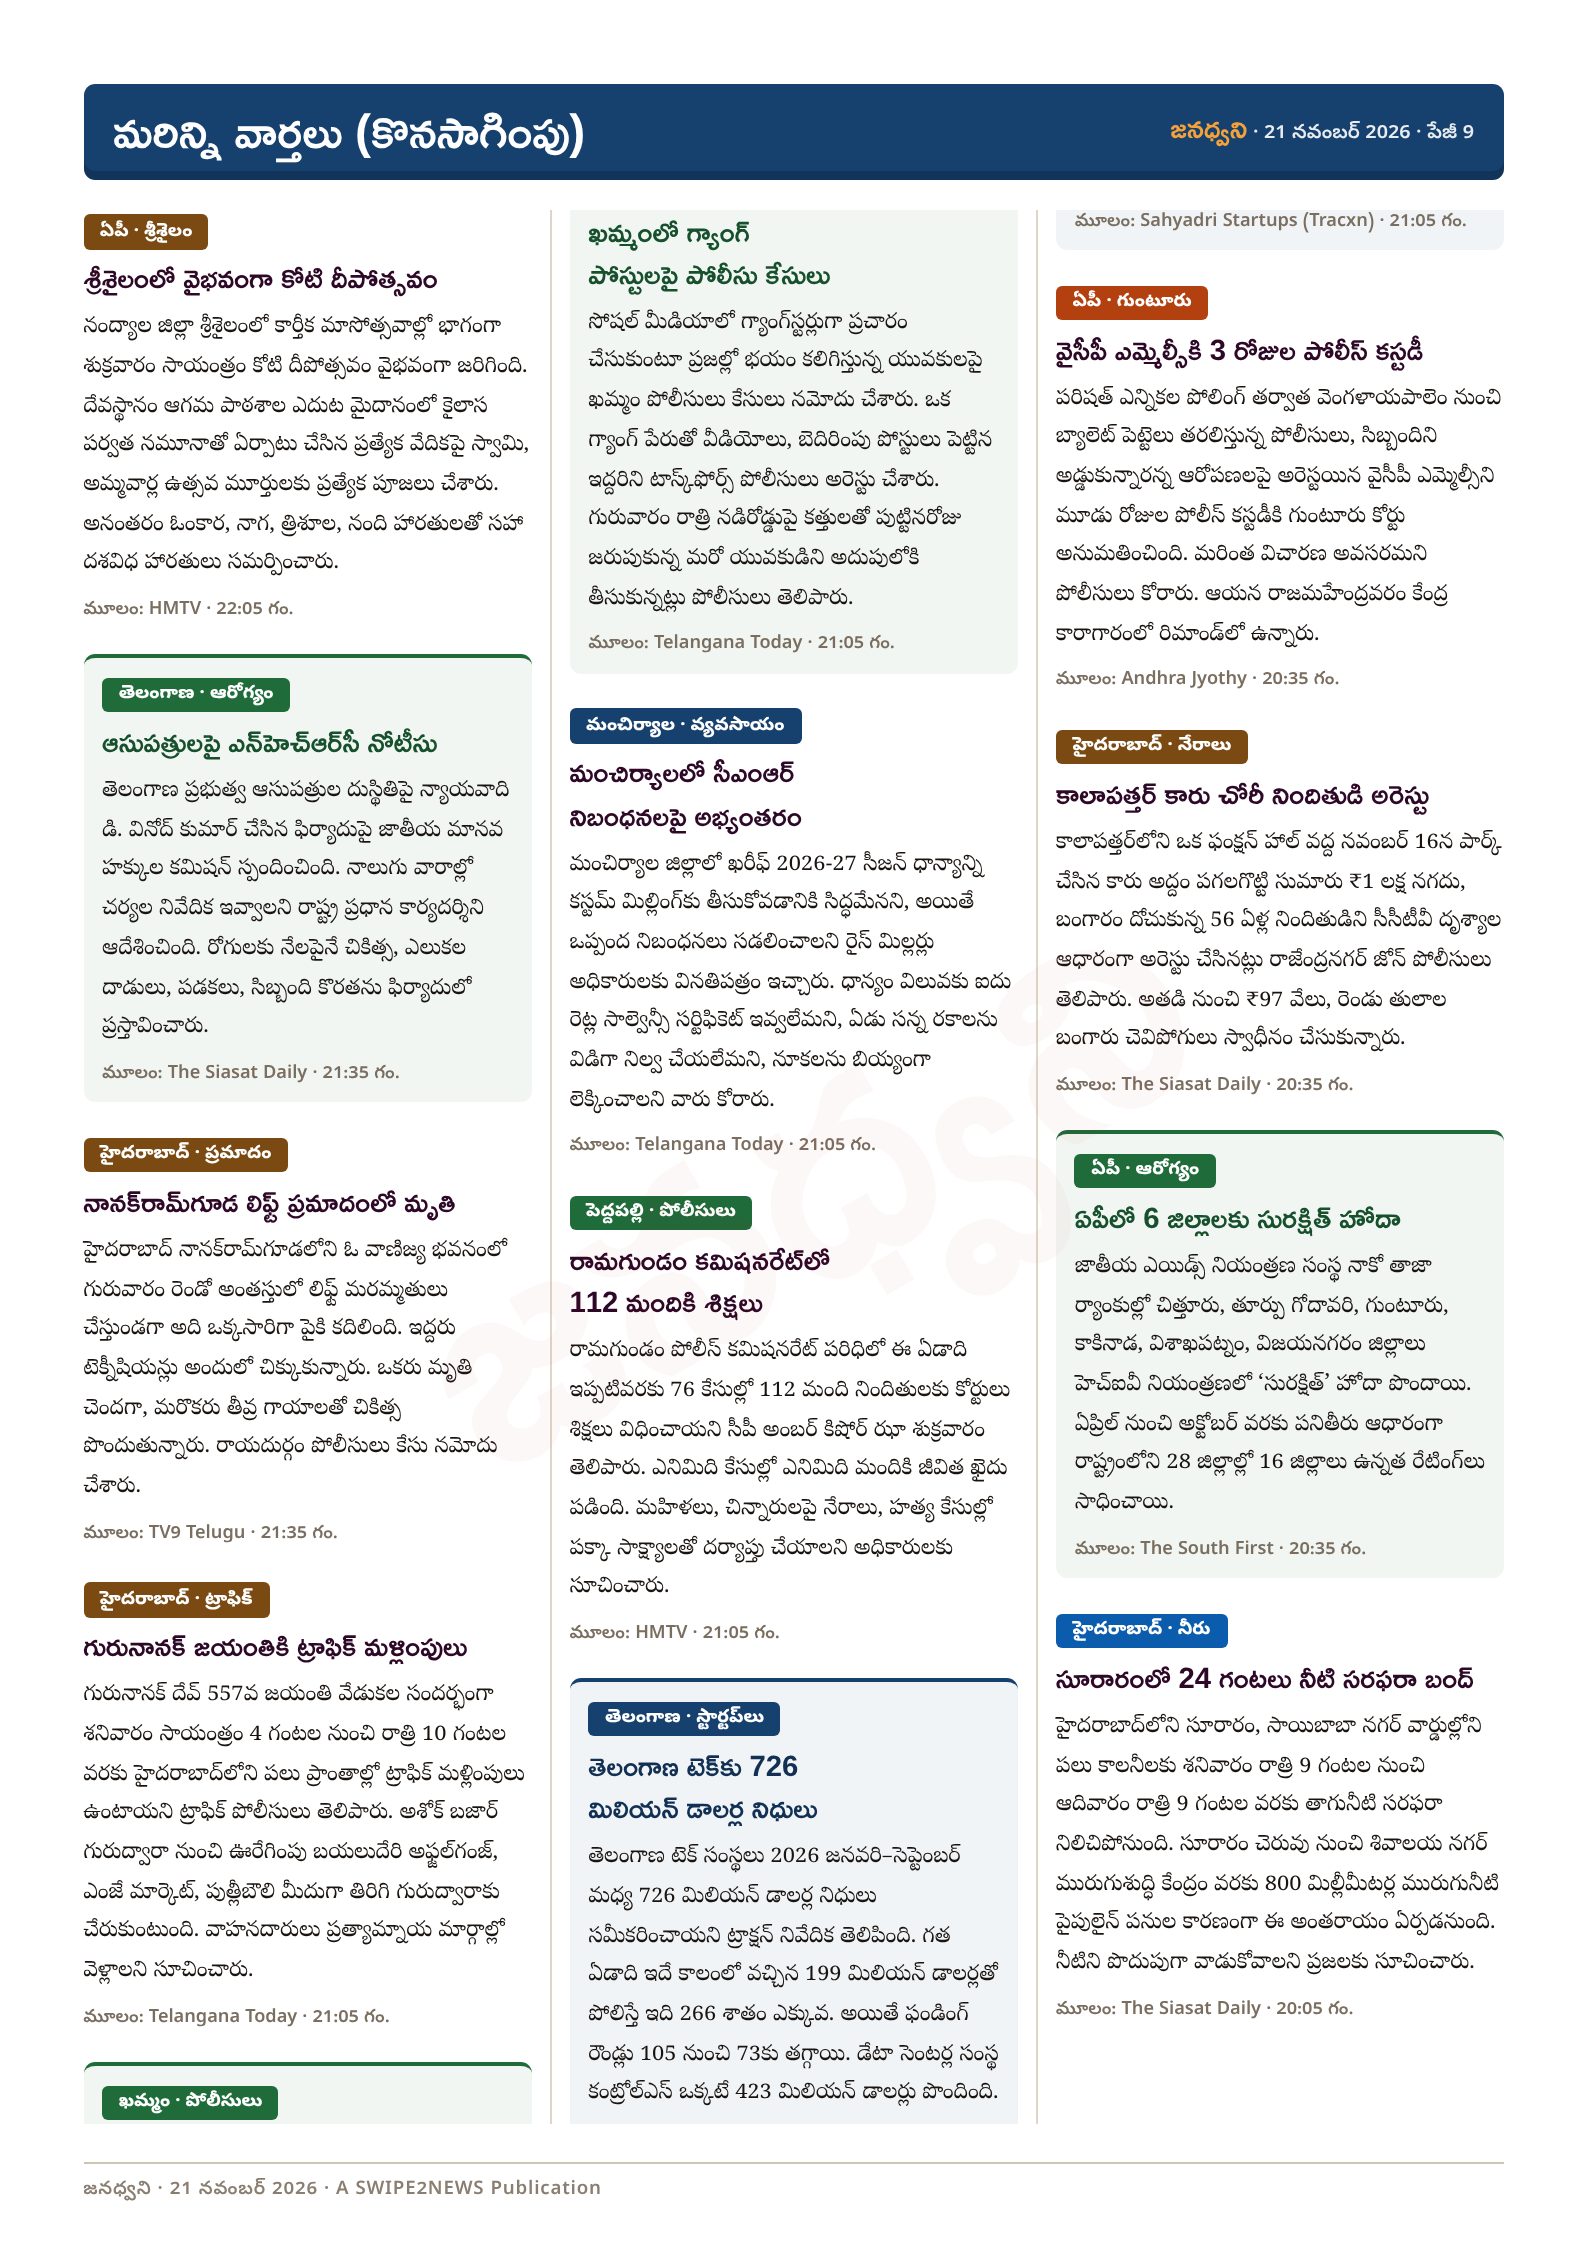 మరిన్ని వార్తలు (కొనసాగింపు)
జనధ్వని · 21 నవంబర్ 2026 · పేజీ 9
ఏపీ · శ్రీశైలం
శ్రీశైలంలో వైభవంగా కోటి దీపోత్సవం
నంద్యాల జిల్లా శ్రీశైలంలో కార్తీక మాసోత్సవాల్లో భాగంగా
శుక్రవారం సాయంత్రం కోటి దీపోత్సవం వైభవంగా జరిగింది.
దేవస్థానం ఆగమ పాఠశాల ఎదుట మైదానంలో కైలాస
పర్వత నమూనాతో ఏర్పాటు చేసిన ప్రత్యేక వేదికపై స్వామి,
అమ్మవార్ల ఉత్సవ మూర్తులకు ప్రత్యేక పూజలు చేశారు.
అనంతరం ఓంకార, నాగ, త్రిశూల, నంది హారతులతో సహా
దశవిధ హారతులు సమర్పించారు.
మూలం: HMTV · 22:05 గం.
తెలంగాణ · ఆరోగ్యం
ఆసుపత్రులపై ఎన్‌హెచ్‌ఆర్‌సీ నోటీసు
తెలంగాణ ప్రభుత్వ ఆసుపత్రుల దుస్థితిపై న్యాయవాది
డి. వినోద్ కుమార్ చేసిన ఫిర్యాదుపై జాతీయ మానవ
హక్కుల కమిషన్ స్పందించింది. నాలుగు వారాల్లో
చర్యల నివేదిక ఇవ్వాలని రాష్ట్ర ప్రధాన కార్యదర్శిని
ఆదేశించింది. రోగులకు నేలపైనే చికిత్స, ఎలుకల
దాడులు, పడకలు, సిబ్బంది కొరతను ఫిర్యాదులో
ప్రస్తావించారు.
మూలం: The Siasat Daily · 21:35 గం.
హైదరాబాద్ · ప్రమాదం
నానక్‌రామ్‌గూడ లిఫ్ట్ ప్రమాదంలో మృతి
హైదరాబాద్ నానక్‌రామ్‌గూడలోని ఓ వాణిజ్య భవనంలో
గురువారం రెండో అంతస్తులో లిఫ్ట్ మరమ్మతులు
చేస్తుండగా అది ఒక్కసారిగా పైకి కదిలింది. ఇద్దరు
టెక్నీషియన్లు అందులో చిక్కుకున్నారు. ఒకరు మృతి
చెందగా, మరొకరు తీవ్ర గాయాలతో చికిత్స
పొందుతున్నారు. రాయదుర్గం పోలీసులు కేసు నమోదు
చేశారు.
మూలం: TV9 Telugu · 21:35 గం.
హైదరాబాద్ · ట్రాఫిక్
గురునానక్ జయంతికి ట్రాఫిక్ మళ్లింపులు
గురునానక్ దేవ్ 557వ జయంతి వేడుకల సందర్భంగా
శనివారం సాయంత్రం 4 గంటల నుంచి రాత్రి 10 గంటల
వరకు హైదరాబాద్‌లోని పలు ప్రాంతాల్లో ట్రాఫిక్ మళ్లింపులు
ఉంటాయని ట్రాఫిక్ పోలీసులు తెలిపారు. అశోక్ బజార్
గురుద్వారా నుంచి ఊరేగింపు బయలుదేరి అఫ్జల్‌గంజ్,
ఎంజే మార్కెట్, పుత్లీబౌలి మీదుగా తిరిగి గురుద్వారాకు
చేరుకుంటుంది. వాహనదారులు ప్రత్యామ్నాయ మార్గాల్లో
వెళ్లాలని సూచించారు.
మూలం: Telangana Today · 21:05 గం.
ఖమ్మం · పోలీసులు
ఖమ్మంలో గ్యాంగ్
పోస్టులపై పోలీసు కేసులు
సోషల్ మీడియాలో గ్యాంగ్‌స్టర్లుగా ప్రచారం
చేసుకుంటూ ప్రజల్లో భయం కలిగిస్తున్న యువకులపై
ఖమ్మం పోలీసులు కేసులు నమోదు చేశారు. ఒక
గ్యాంగ్ పేరుతో వీడియోలు, బెదిరింపు పోస్టులు పెట్టిన
ఇద్దరిని టాస్క్‌ఫోర్స్ పోలీసులు అరెస్టు చేశారు.
గురువారం రాత్రి నడిరోడ్డుపై కత్తులతో పుట్టినరోజు
జరుపుకున్న మరో యువకుడిని అదుపులోకి
తీసుకున్నట్లు పోలీసులు తెలిపారు.
మూలం: Telangana Today · 21:05 గం.
మంచిర్యాల · వ్యవసాయం
మంచిర్యాలలో సీఎంఆర్
నిబంధనలపై అభ్యంతరం
మంచిర్యాల జిల్లాలో ఖరీఫ్ 2026-27 సీజన్ ధాన్యాన్ని
కస్టమ్ మిల్లింగ్‌కు తీసుకోవడానికి సిద్ధమేనని, అయితే
ఒప్పంద నిబంధనలు సడలించాలని రైస్ మిల్లర్లు
అధికారులకు వినతిపత్రం ఇచ్చారు. ధాన్యం విలువకు ఐదు
రెట్ల సాల్వెన్సీ సర్టిఫికెట్ ఇవ్వలేమని, ఏడు సన్న రకాలను
విడిగా నిల్వ చేయలేమని, నూకలను బియ్యంగా
లెక్కించాలని వారు కోరారు.
మూలం: Telangana Today · 21:05 గం.
పెద్దపల్లి · పోలీసులు
రామగుండం కమిషనరేట్‌లో
112 మందికి శిక్షలు
రామగుండం పోలీస్ కమిషనరేట్ పరిధిలో ఈ ఏడాది
ఇప్పటివరకు 76 కేసుల్లో 112 మంది నిందితులకు కోర్టులు
శిక్షలు విధించాయని సీపీ అంబర్ కిషోర్ ఝా శుక్రవారం
తెలిపారు. ఎనిమిది కేసుల్లో ఎనిమిది మందికి జీవిత ఖైదు
పడింది. మహిళలు, చిన్నారులపై నేరాలు, హత్య కేసుల్లో
పక్కా సాక్ష్యాలతో దర్యాప్తు చేయాలని అధికారులకు
సూచించారు.
మూలం: HMTV · 21:05 గం.
తెలంగాణ · స్టార్టప్‌లు
తెలంగాణ టెక్‌కు 726
మిలియన్ డాలర్ల నిధులు
తెలంగాణ టెక్ సంస్థలు 2026 జనవరి–సెప్టెంబర్
మధ్య 726 మిలియన్ డాలర్ల నిధులు
సమీకరించాయని ట్రాక్షన్ నివేదిక తెలిపింది. గత
ఏడాది ఇదే కాలంలో వచ్చిన 199 మిలియన్ డాలర్లతో
పోలిస్తే ఇది 266 శాతం ఎక్కువ. అయితే ఫండింగ్
రౌండ్లు 105 నుంచి 73కు తగ్గాయి. డేటా సెంటర్ల సంస్థ
కంట్రోల్‌ఎస్ ఒక్కటే 423 మిలియన్ డాలర్లు పొందింది.
మూలం: Sahyadri Startups (Tracxn) · 21:05 గం.
ఏపీ · గుంటూరు
వైసీపీ ఎమ్మెల్సీకి 3 రోజుల పోలీస్ కస్టడీ
పరిషత్ ఎన్నికల పోలింగ్ తర్వాత వెంగళాయపాలెం నుంచి
బ్యాలెట్ పెట్టెలు తరలిస్తున్న పోలీసులు, సిబ్బందిని
అడ్డుకున్నారన్న ఆరోపణలపై అరెస్టయిన వైసీపీ ఎమ్మెల్సీని
మూడు రోజుల పోలీస్ కస్టడీకి గుంటూరు కోర్టు
అనుమతించింది. మరింత విచారణ అవసరమని
పోలీసులు కోరారు. ఆయన రాజమహేంద్రవరం కేంద్ర
కారాగారంలో రిమాండ్‌లో ఉన్నారు.
మూలం: Andhra Jyothy · 20:35 గం.
హైదరాబాద్ · నేరాలు
కాలాపత్తర్ కారు చోరీ నిందితుడి అరెస్టు
కాలాపత్తర్‌లోని ఒక ఫంక్షన్ హాల్ వద్ద నవంబర్ 16న పార్క్
చేసిన కారు అద్దం పగలగొట్టి సుమారు ₹1 లక్ష నగదు,
బంగారం దోచుకున్న 56 ఏళ్ల నిందితుడిని సీసీటీవీ దృశ్యాల
ఆధారంగా అరెస్టు చేసినట్లు రాజేంద్రనగర్ జోన్ పోలీసులు
తెలిపారు. అతడి నుంచి ₹97 వేలు, రెండు తులాల
బంగారు చెవిపోగులు స్వాధీనం చేసుకున్నారు.
మూలం: The Siasat Daily · 20:35 గం.
ఏపీ · ఆరోగ్యం
ఏపీలో 6 జిల్లాలకు సురక్షిత్ హోదా
జాతీయ ఎయిడ్స్ నియంత్రణ సంస్థ నాకో తాజా
ర్యాంకుల్లో చిత్తూరు, తూర్పు గోదావరి, గుంటూరు,
కాకినాడ, విశాఖపట్నం, విజయనగరం జిల్లాలు
హెచ్‌ఐవీ నియంత్రణలో ‘సురక్షిత్’ హోదా పొందాయి.
ఏప్రిల్ నుంచి అక్టోబర్ వరకు పనితీరు ఆధారంగా
రాష్ట్రంలోని 28 జిల్లాల్లో 16 జిల్లాలు ఉన్నత రేటింగ్‌లు
సాధించాయి.
మూలం: The South First · 20:35 గం.
హైదరాబాద్ · నీరు
సూరారంలో 24 గంటలు నీటి సరఫరా బంద్
హైదరాబాద్‌లోని సూరారం, సాయిబాబా నగర్ వార్డుల్లోని
పలు కాలనీలకు శనివారం రాత్రి 9 గంటల నుంచి
ఆదివారం రాత్రి 9 గంటల వరకు తాగునీటి సరఫరా
నిలిచిపోనుంది. సూరారం చెరువు నుంచి శివాలయ నగర్
మురుగుశుద్ధి కేంద్రం వరకు 800 మిల్లీమీటర్ల మురుగునీటి
పైపులైన్ పనుల కారణంగా ఈ అంతరాయం ఏర్పడనుంది.
నీటిని పొదుపుగా వాడుకోవాలని ప్రజలకు సూచించారు.
మూలం: The Siasat Daily · 20:05 గం.
జనధ్వని
జనధ్వని · 21 నవంబర్ 2026 · A SWIPE2NEWS Publication